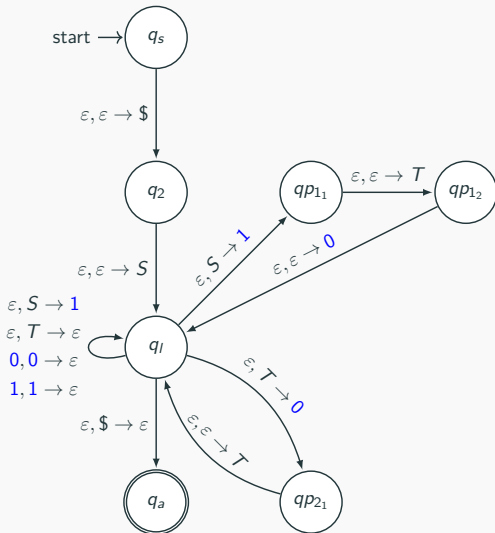 start
q_s
ε, ε → $
q_2
qp_{1_1}
ε, ε → T
qp_{1_2}
ε, ε → S
ε, S → 1
ε, ε → 0
ε, S → 1
ε, T → ε
0, 0 → ε
1, 1 → ε
q_l
ε, T → 0
ε, $ → ε
ε, ε → T
q_a
qp_{2_1}